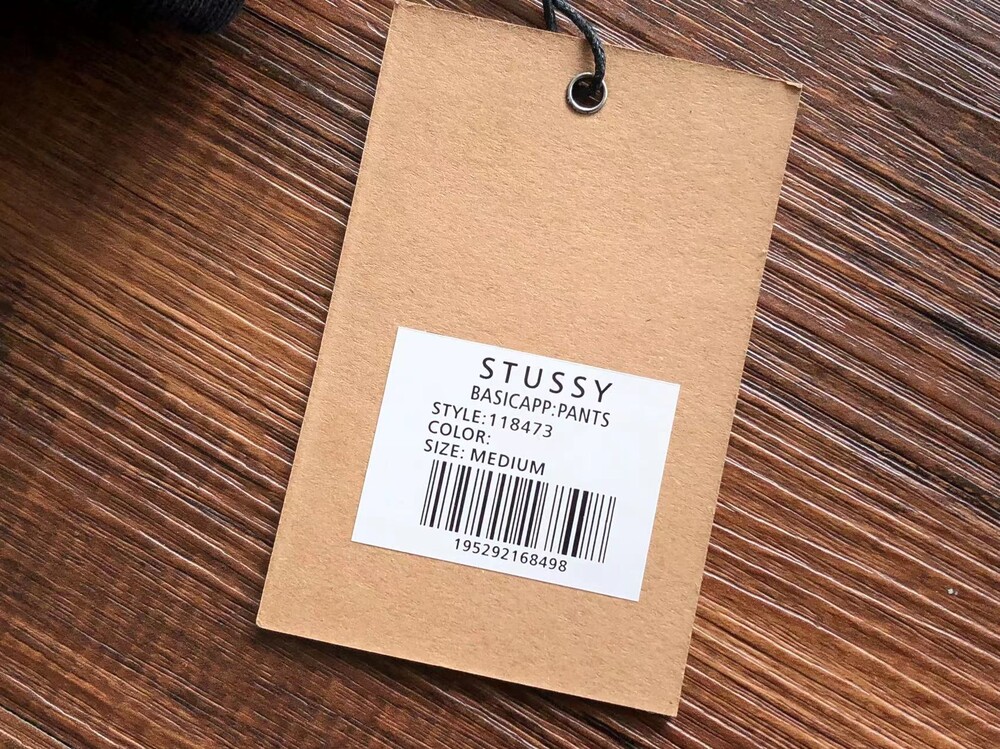 STUSSY
BASICAPP:PANTS
STYLE:118473
COLOR:
SIZE: MEDIUM
195292168498